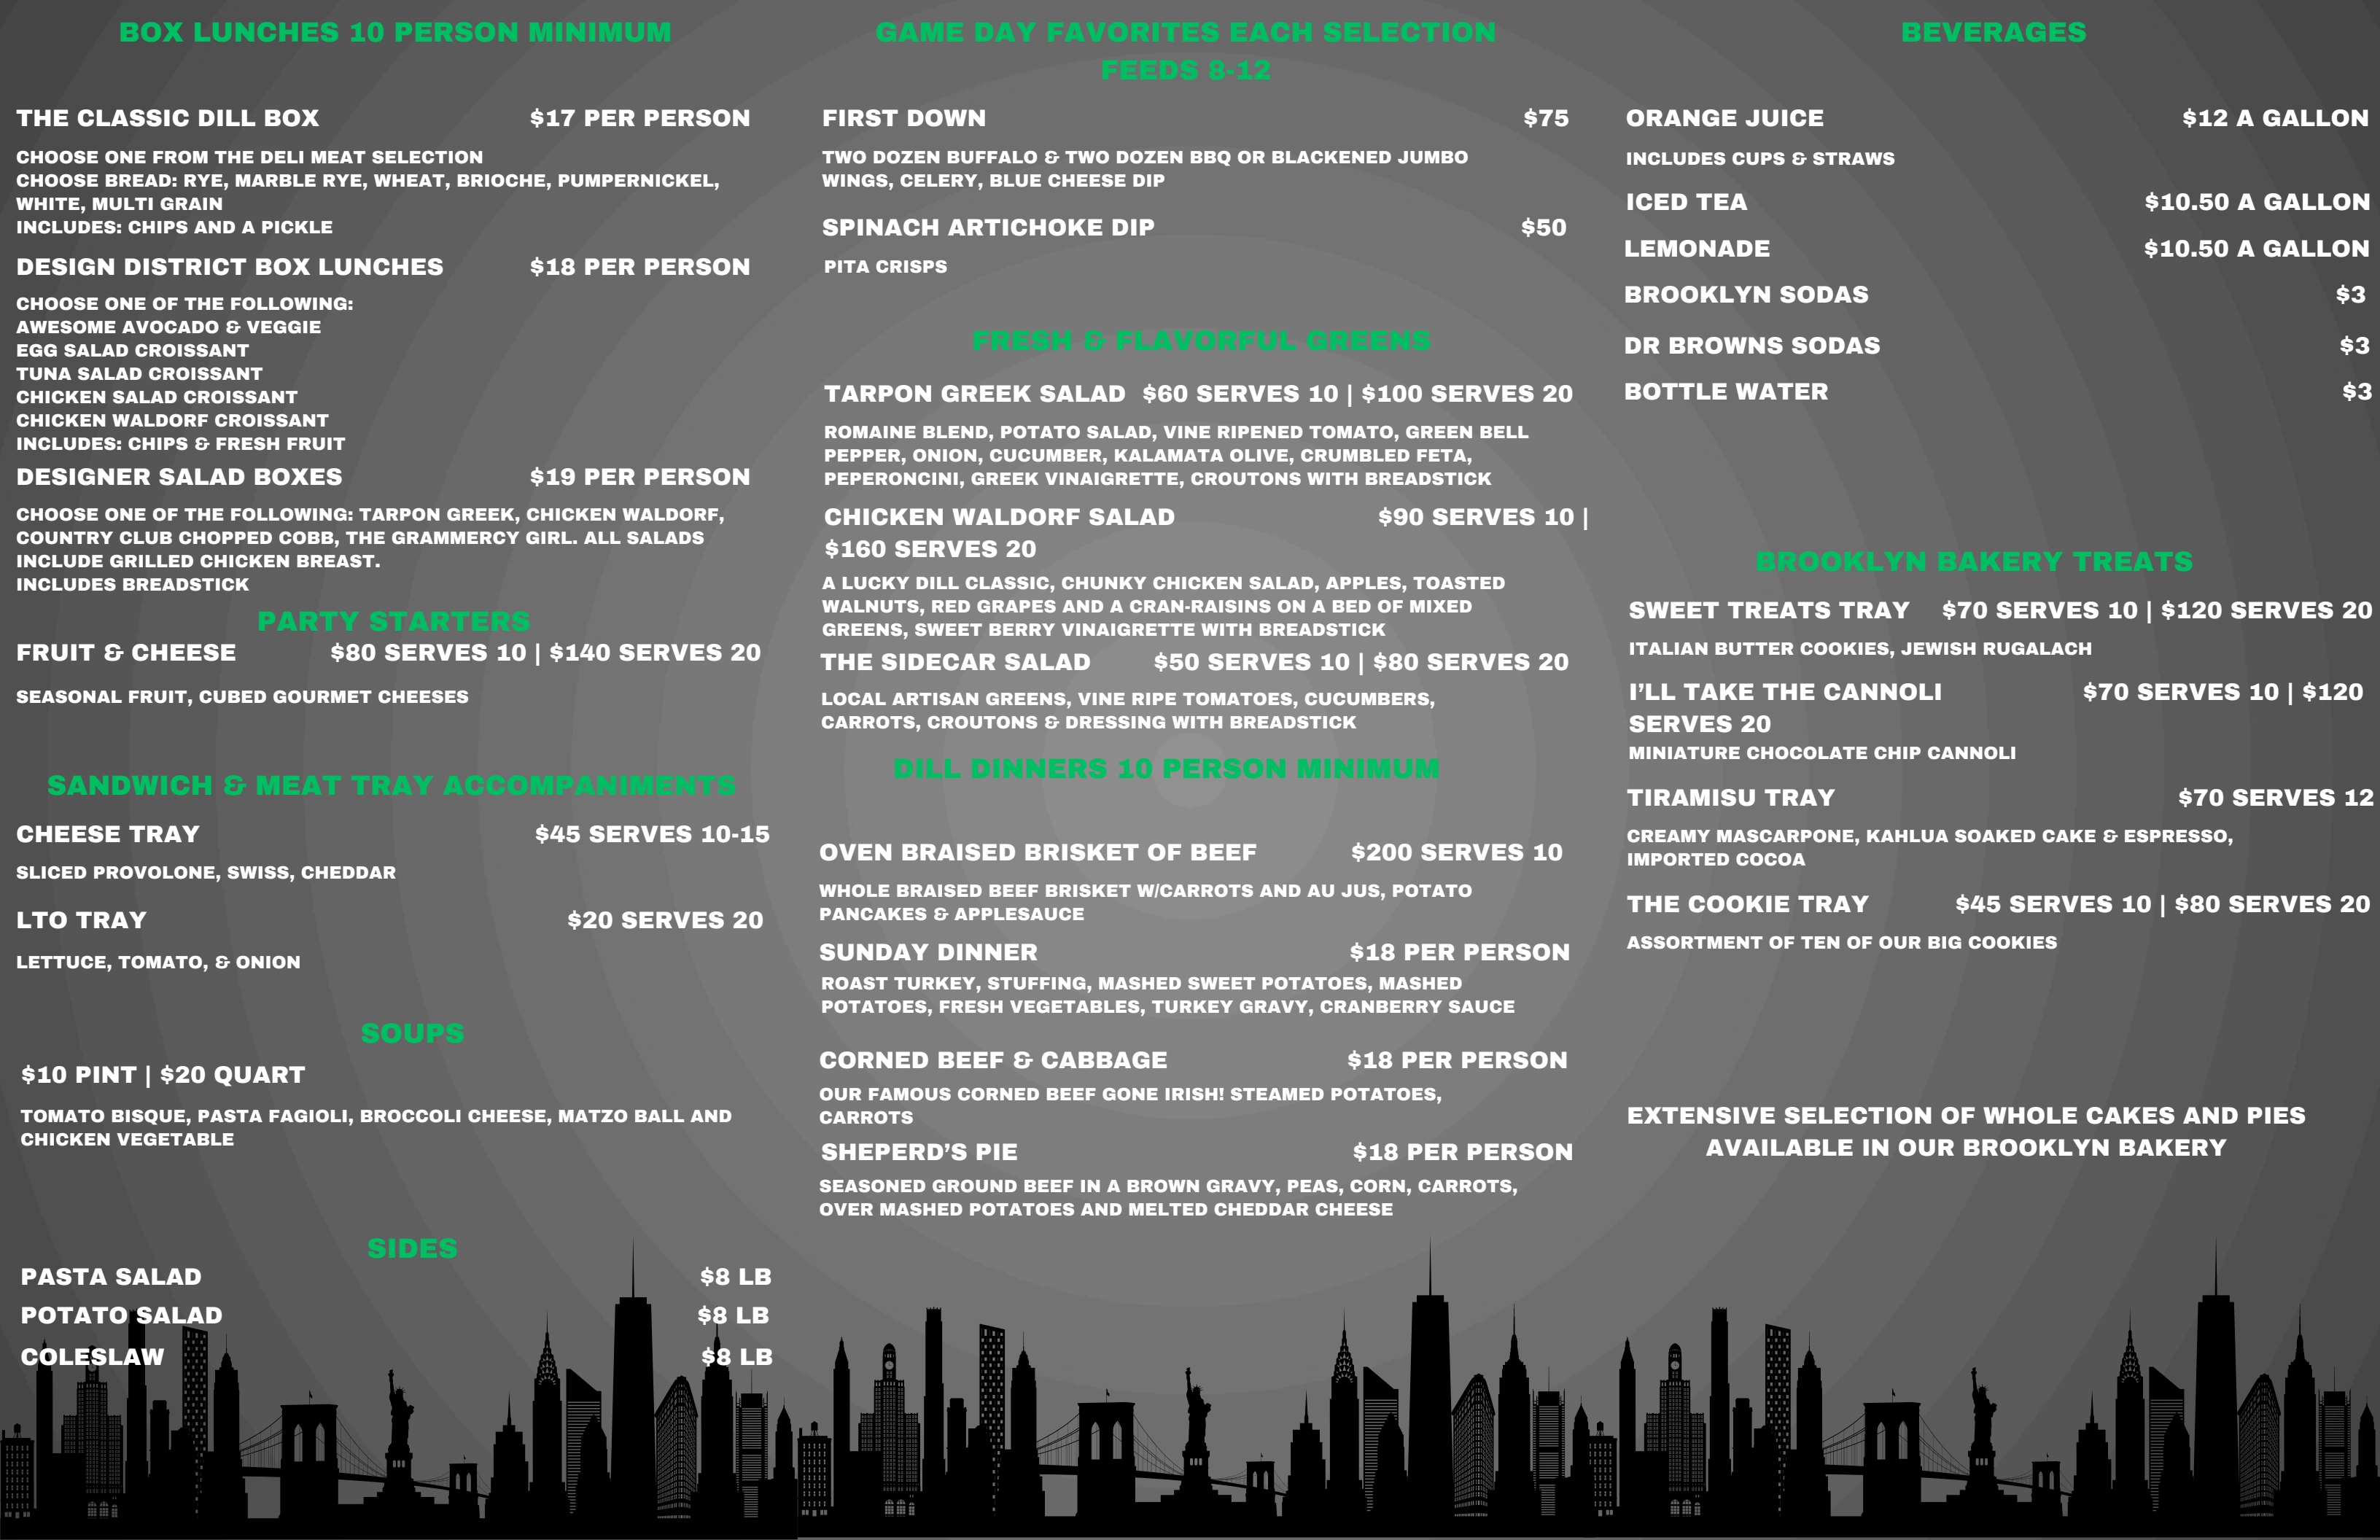 BOX LUNCHES 10 PERSON MINIMUM
THE CLASSIC DILL BOX $17 PER PERSON
CHOOSE ONE FROM THE DELI MEAT SELECTION
CHOOSE BREAD: RYE, MARBLE RYE, WHEAT, BRIOCHE, PUMPERNICKEL,
WHITE, MULTI GRAIN
INCLUDES: CHIPS AND A PICKLE
DESIGN DISTRICT BOX LUNCHES $18 PER PERSON
CHOOSE ONE OF THE FOLLOWING:
AWESOME AVOCADO & VEGGIE
EGG SALAD CROISSANT
TUNA SALAD CROISSANT
CHICKEN SALAD CROISSANT
CHICKEN WALDORF CROISSANT
INCLUDES: CHIPS & FRESH FRUIT
DESIGNER SALAD BOXES $19 PER PERSON
CHOOSE ONE OF THE FOLLOWING: TARPON GREEK, CHICKEN WALDORF,
COUNTRY CLUB CHOPPED COBB, THE GRAMMERCY GIRL. ALL SALADS
INCLUDE GRILLED CHICKEN BREAST.
INCLUDES BREADSTICK
PARTY STARTERS
FRUIT & CHEESE $80 SERVES 10 | $140 SERVES 20
SEASONAL FRUIT, CUBED GOURMET CHEESES
SANDWICH & MEAT TRAY ACCOMPANIMENTS
CHEESE TRAY $45 SERVES 10-15
SLICED PROVOLONE, SWISS, CHEDDAR
LTO TRAY $20 SERVES 20
LETTUCE, TOMATO, & ONION
SOUPS
$10 PINT | $20 QUART
TOMATO BISQUE, PASTA FAGIOLI, BROCCOLI CHEESE, MATZO BALL AND
CHICKEN VEGETABLE
SIDES
PASTA SALAD $8 LB
POTATO SALAD $8 LB
COLESLAW $8 LB
GAME DAY FAVORITES EACH SELECTION
FEEDS 8-12
FIRST DOWN $75
TWO DOZEN BUFFALO & TWO DOZEN BBQ OR BLACKENED JUMBO
WINGS, CELERY, BLUE CHEESE DIP
SPINACH ARTICHOKE DIP $50
PITA CRISPS
FRESH & FLAVORFUL GREENS
TARPON GREEK SALAD $60 SERVES 10 | $100 SERVES 20
ROMAINE BLEND, POTATO SALAD, VINE RIPENED TOMATO, GREEN BELL
PEPPER, ONION, CUCUMBER, KALAMATA OLIVE, CRUMBLED FETA,
PEPERONCINI, GREEK VINAIGRETTE, CROUTONS WITH BREADSTICK
CHICKEN WALDORF SALAD $90 SERVES 10 |
$160 SERVES 20
A LUCKY DILL CLASSIC, CHUNKY CHICKEN SALAD, APPLES, TOASTED
WALNUTS, RED GRAPES AND A CRAN-RAISINS ON A BED OF MIXED
GREENS, SWEET BERRY VINAIGRETTE WITH BREADSTICK
THE SIDECAR SALAD $50 SERVES 10 | $80 SERVES 20
LOCAL ARTISAN GREENS, VINE RIPE TOMATOES, CUCUMBERS,
CARROTS, CROUTONS & DRESSING WITH BREADSTICK
DILL DINNERS 10 PERSON MINIMUM
OVEN BRAISED BRISKET OF BEEF $200 SERVES 10
WHOLE BRAISED BEEF BRISKET W/CARROTS AND AU JUS, POTATO
PANCAKES & APPLESAUCE
SUNDAY DINNER $18 PER PERSON
ROAST TURKEY, STUFFING, MASHED SWEET POTATOES, MASHED
POTATOES, FRESH VEGETABLES, TURKEY GRAVY, CRANBERRY SAUCE
CORNED BEEF & CABBAGE $18 PER PERSON
OUR FAMOUS CORNED BEEF GONE IRISH! STEAMED POTATOES,
CARROTS
SHEPERD'S PIE $18 PER PERSON
SEASONED GROUND BEEF IN A BROWN GRAVY, PEAS, CORN, CARROTS,
OVER MASHED POTATOES AND MELTED CHEDDAR CHEESE
BEVERAGES
ORANGE JUICE $12 A GALLON
INCLUDES CUPS & STRAWS
ICED TEA $10.50 A GALLON
LEMONADE $10.50 A GALLON
BROOKLYN SODAS $3
DR BROWNS SODAS $3
BOTTLE WATER $3
BROOKLYN BAKERY TREATS
SWEET TREATS TRAY $70 SERVES 10 | $120 SERVES 20
ITALIAN BUTTER COOKIES, JEWISH RUGALACH
I'LL TAKE THE CANNOLI $70 SERVES 10 | $120
SERVES 20
MINIATURE CHOCOLATE CHIP CANNOLI
TIRAMISU TRAY $70 SERVES 12
CREAMY MASCARPONE, KAHLUA SOAKED CAKE & ESPRESSO,
IMPORTED COCOA
THE COOKIE TRAY $45 SERVES 10 | $80 SERVES 20
ASSORTMENT OF TEN OF OUR BIG COOKIES
EXTENSIVE SELECTION OF WHOLE CAKES AND PIES
AVAILABLE IN OUR BROOKLYN BAKERY